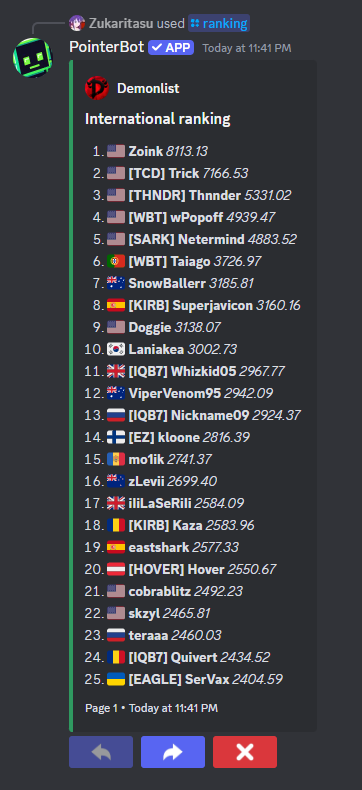 Zukaritasu used ranking
PointerBot ✓ APP Today at 11:41 PM
Demonlist
International ranking
1. Zoink 8113.13
2. [TCD] Trick 7166.53
3. [THNDR] Thnnder 5331.02
4. [WBT] wPopoff 4939.47
5. [SARK] Netermind 4883.52
6. [WBT] Taiago 3726.97
7. SnowBallerr 3185.81
8. [KIRB] Superjavicon 3160.16
9. Doggie 3138.07
10. Laniakea 3002.73
11. [IQB7] Whizkid05 2967.77
12. ViperVenom95 2942.09
13. [IQB7] Nickname09 2924.37
14. [EZ] kloone 2816.39
15. mo1ik 2741.37
16. zLevii 2699.40
17. iliLaSeRili 2584.09
18. [KIRB] Kaza 2583.96
19. eastshark 2577.33
20. [HOVER] Hover 2550.67
21. cobrablitz 2492.23
22. skzyl 2465.81
23. teraaa 2460.03
24. [IQB7] Quivert 2434.52
25. [EAGLE] SerVax 2404.59
Page 1 • Today at 11:41 PM